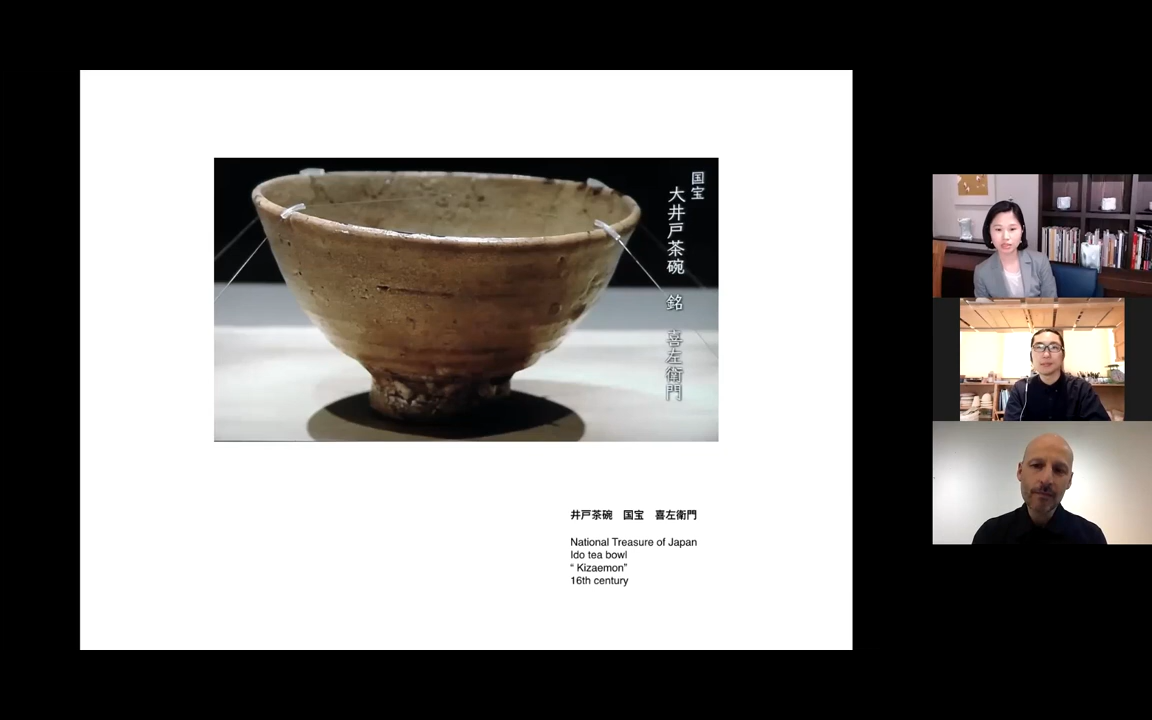 国宝
大井戸茶碗 銘 喜左衛門
井戸茶碗　国宝　喜左衛門
National Treasure of Japan
Ido tea bowl
“ Kizaemon”
16th century